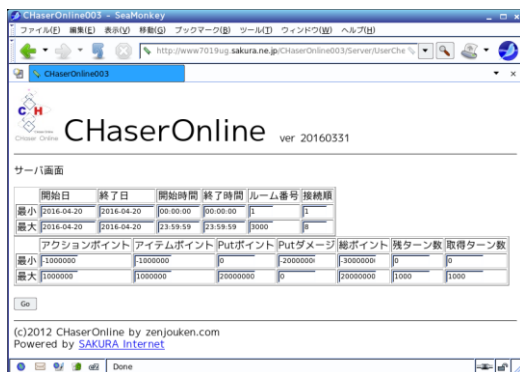 CHaserOnline003 - SeaMonkey
ファイル(F) 編集(E) 表示(V) 移動(G) ブックマーク(B) ツール(T) ウィンドウ(W) ヘルプ(H)
http://www7019ug.sakura.ne.jp/CHaserOnline003/Server/UserChe
CHaserOnline003
CHaser Online
CHaserOnline ver 20160331
サーバ画面
開始日 終了日 開始時間 終了時間 ルーム番号 接続順
最小 2016-04-20 2016-04-20 00:00:00 00:00:00 1 1
最大 2016-04-20 2016-04-20 23:59:59 23:59:59 3000 8
アクションポイント アイテムポイント Putポイント Putダメージ 総ポイント 残ターン数 取得ターン数
最小 -1000000 -1000000 0 -2000000 -3000000 0 0
最大 1000000 1000000 20000000 0 20000000 1000 1000
Go
(c)2012 CHaserOnline by zenjouken.com
Powered by SAKURA Internet
Done